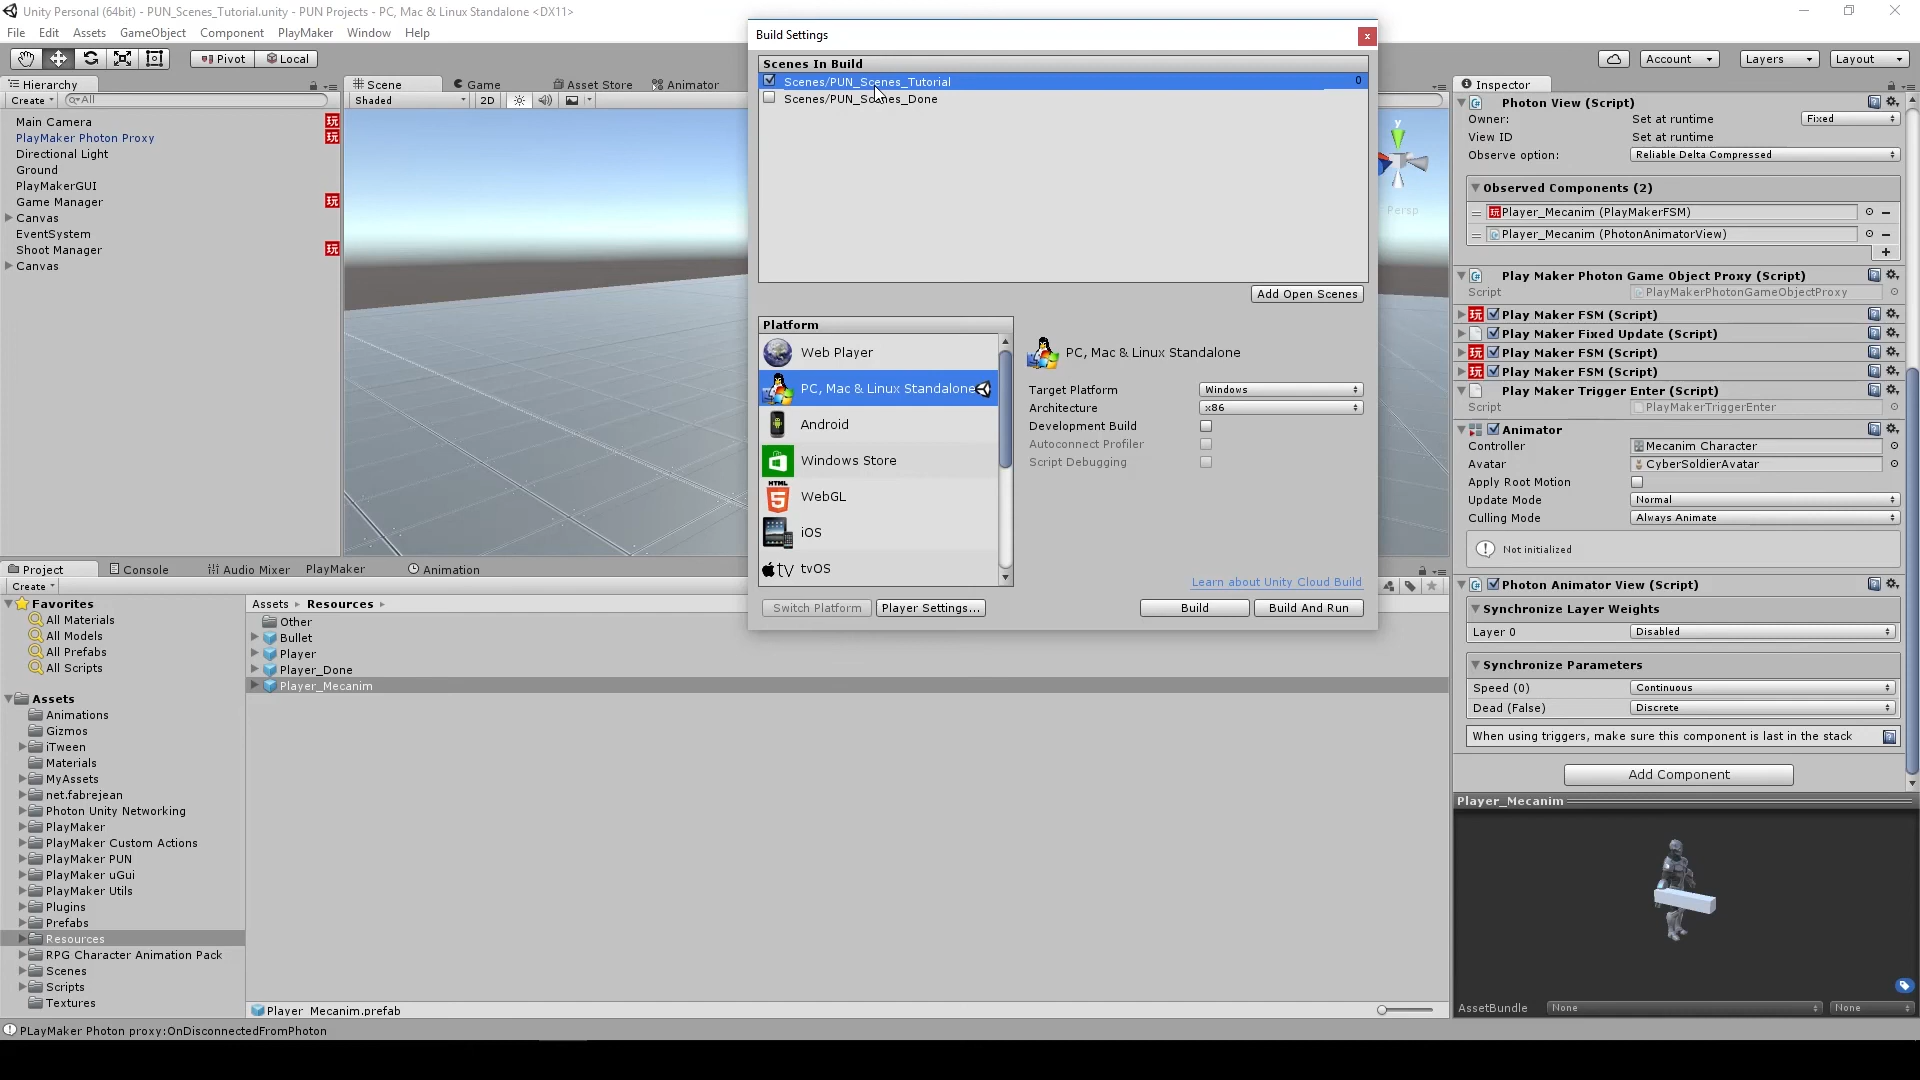 Unity Personal (64bit) - PUN_Scenes_Tutorial.unity - PUN Projects - PC, Mac & Linux Standalone <DX11>
File Edit Assets GameObject Component PlayMaker Window Help
Pivot Local
Account Layers Layout
Hierarchy
Create All
Main Camera
PlayMaker Photon Proxy
Directional Light
Ground
PlayMakerGUI
Game Manager
Canvas
EventSystem
Shoot Manager
Canvas
Scene Game Asset Store Animator
Shaded 2D
y
Persp
Build Settings
Scenes In Build
Scenes/PUN_Scenes_Tutorial 0
Scenes/PUN_Scenes_Done
Add Open Scenes
Platform
Web Player
PC, Mac & Linux Standalone
Android
Windows Store
HTML 5 WebGL
iOS
tv tvOS
PC, Mac & Linux Standalone
Target Platform Windows
Architecture x86
Development Build
Autoconnect Profiler
Script Debugging
Learn about Unity Cloud Build
Switch Platform Player Settings... Build Build And Run
Inspector
Photon View (Script)
Owner: Set at runtime Fixed
View ID Set at runtime
Observe option: Reliable Delta Compressed
Observed Components (2)
Player_Mecanim (PlayMakerFSM)
Player_Mecanim (PhotonAnimatorView)
Play Maker Photon Game Object Proxy (Script)
Script PlayMakerPhotonGameObjectProxy
Play Maker FSM (Script)
Play Maker Fixed Update (Script)
Play Maker FSM (Script)
Play Maker FSM (Script)
Play Maker Trigger Enter (Script)
Script PlayMakerTriggerEnter
Animator
Controller Mecanim Character
Avatar CyberSoldierAvatar
Apply Root Motion
Update Mode Normal
Culling Mode Always Animate
Not initialized
Photon Animator View (Script)
Synchronize Layer Weights
Layer 0 Disabled
Synchronize Parameters
Speed (0) Continuous
Dead (False) Discrete
When using triggers, make sure this component is last in the stack
Add Component
Player_Mecanim
AssetBundle None None
Project Console Audio Mixer PlayMaker Animation
Create
Favorites
All Materials
All Models
All Prefabs
All Scripts
Assets
Animations
Gizmos
iTween
Materials
MyAssets
net.fabrejean
Photon Unity Networking
PlayMaker
PlayMaker Custom Actions
PlayMaker PUN
PlayMaker uGui
PlayMaker Utils
Plugins
Prefabs
Resources
RPG Character Animation Pack
Scenes
Scripts
Textures
Assets Resources
Other
Bullet
Player
Player_Done
Player_Mecanim
Player_Mecanim.prefab
PLayMaker Photon proxy:OnDisconnectedFromPhoton